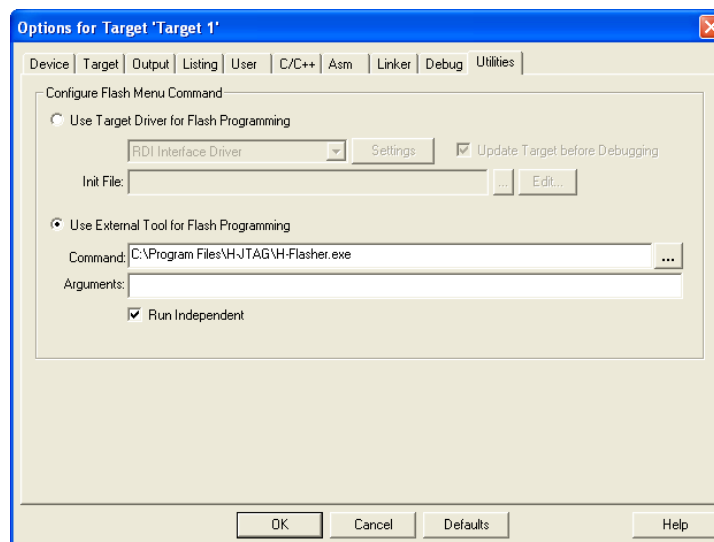 Options for Target 'Target 1'
Device Target Output Listing User C/C++ Asm Linker Debug Utilities
Configure Flash Menu Command
Use Target Driver for Flash Programming
RDI Interface Driver Settings Update Target before Debugging
Init File: ... Edit...
Use External Tool for Flash Programming
Command: C:\Program Files\H-JTAG\H-Flasher.exe ...
Arguments:
Run Independent
OK Cancel Defaults Help